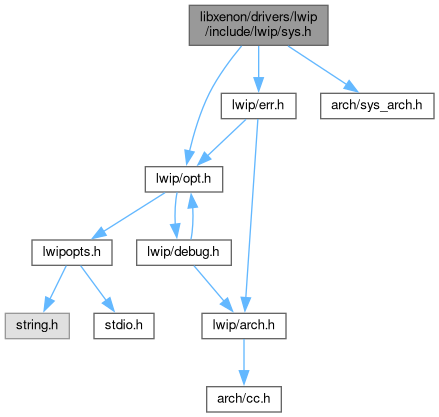 libxenon/drivers/lwip
/include/lwip/sys.h
lwip/err.h
arch/sys_arch.h
lwip/opt.h
lwipopts.h
lwip/debug.h
string.h
stdio.h
lwip/arch.h
arch/cc.h